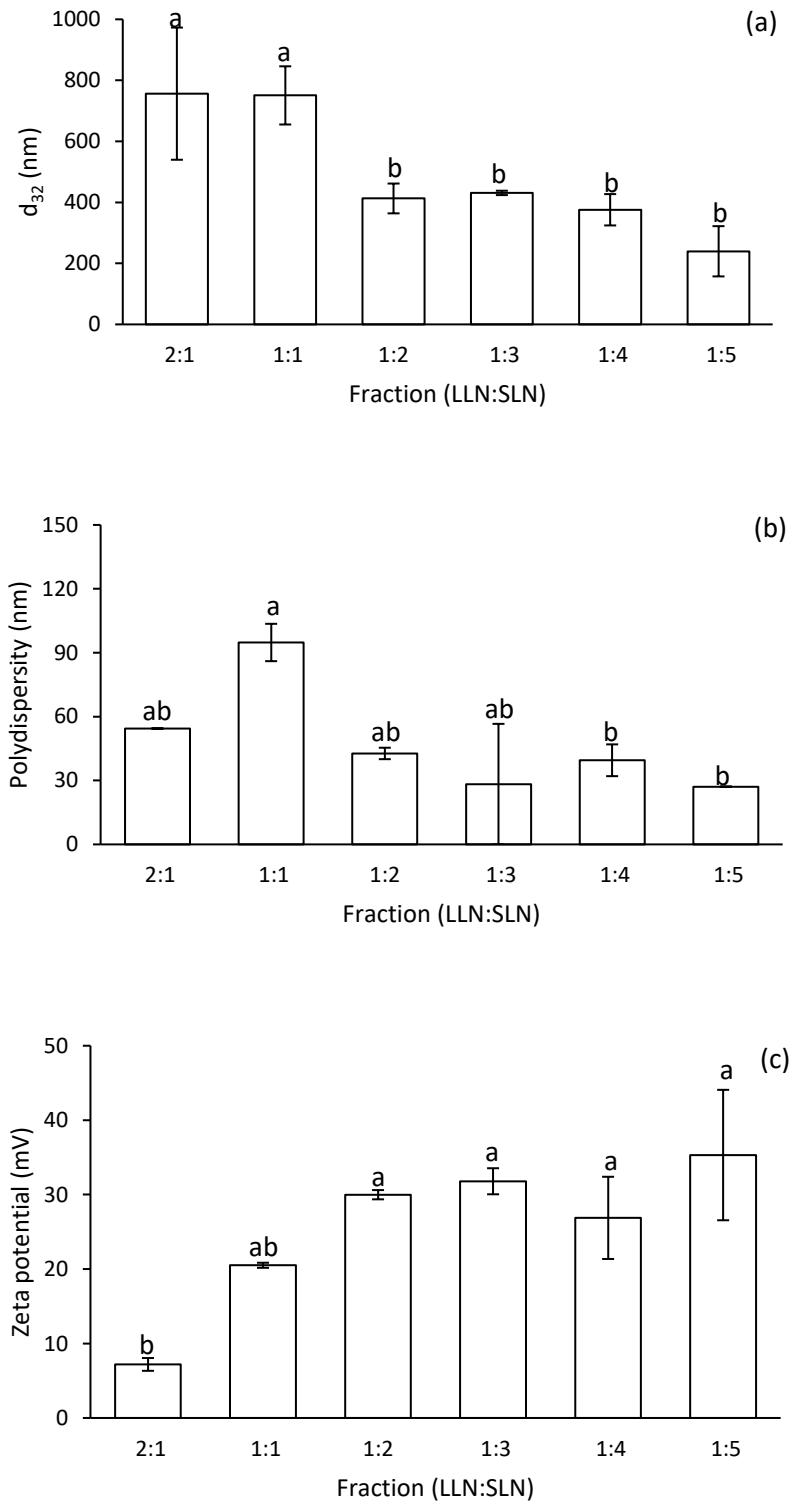 (a)
1000
800
600
400
200
0
d32 (nm)
a a b b b b
2:1 1:1 1:2 1:3 1:4 1:5
Fraction (LLN:SLN)
(b)
150
120
90
60
30
0
Polydispersity (nm)
ab a ab ab b b
2:1 1:1 1:2 1:3 1:4 1:5
Fraction (LLN:SLN)
(c)
50
40
30
20
10
0
Zeta potential (mV)
b ab a a a a
2:1 1:1 1:2 1:3 1:4 1:5
Fraction (LLN:SLN)